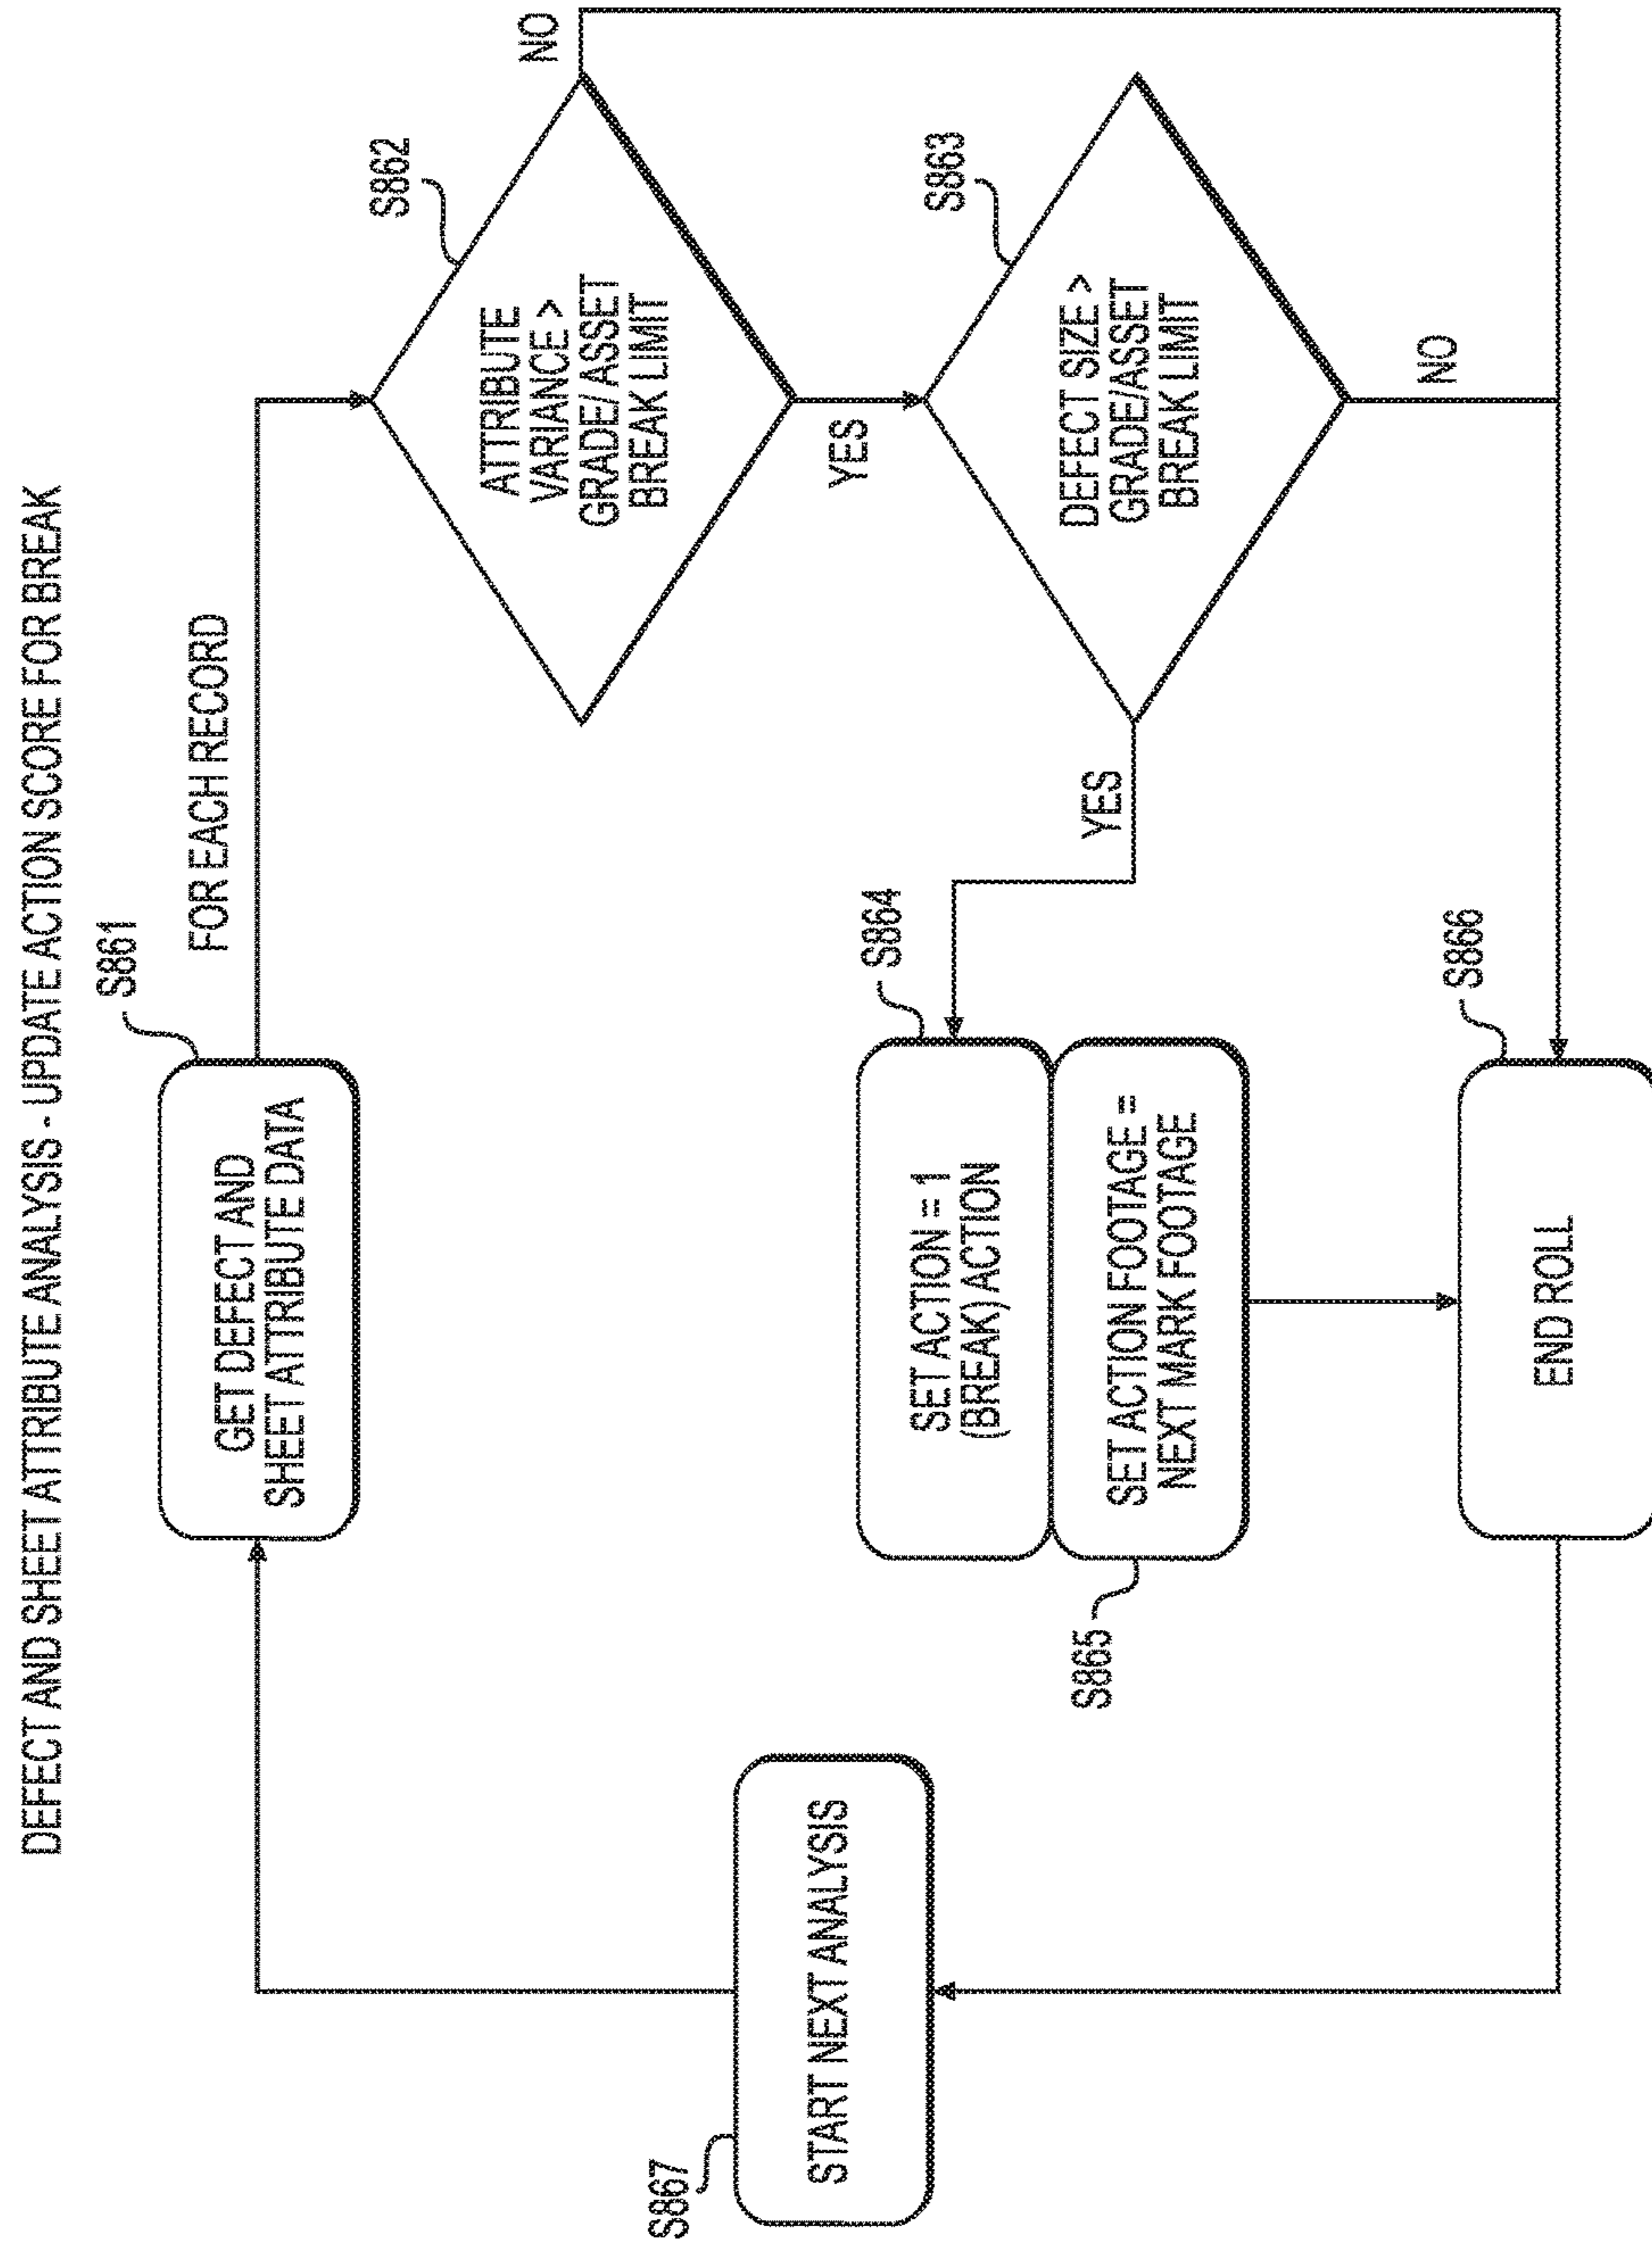 DEFECT AND SHEET ATTRIBUTE ANALYSIS - UPDATE ACTION SCORE FOR BREAK
S861
GET DEFECT AND
SHEET ATTRIBUTE DATA
FOR EACH RECORD
S862
ATTRIBUTE
VARIANCE >
GRADE/ ASSET
BREAK LIMIT
NO
YES
S863
DEFECT SIZE >
GRADE/ASSET
BREAK LIMIT
NO
YES
S864
SET ACTION = 1
(BREAK) ACTION
S865
SET ACTION FOOTAGE =
NEXT MARK FOOTAGE
S866
END ROLL
S867
START NEXT ANALYSIS